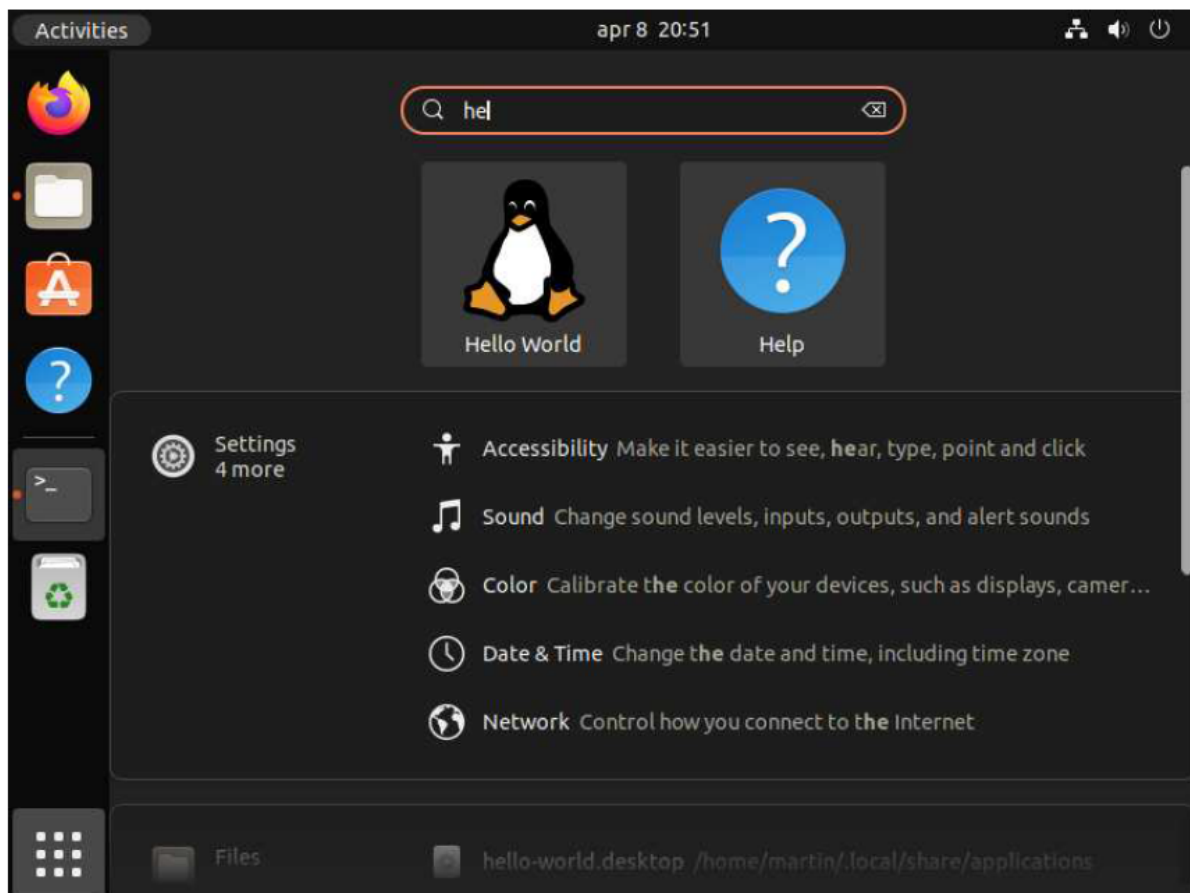 Activities
apr 8 20:51
hel
Hello World
Help
Settings
4 more
Accessibility Make it easier to see, hear, type, point and click
Sound Change sound levels, inputs, outputs, and alert sounds
Color Calibrate the color of your devices, such as displays, camer…
Date & Time Change the date and time, including time zone
Network Control how you connect to the Internet
>_
Files
hello-world.desktop /home/martin/.local/share/applications